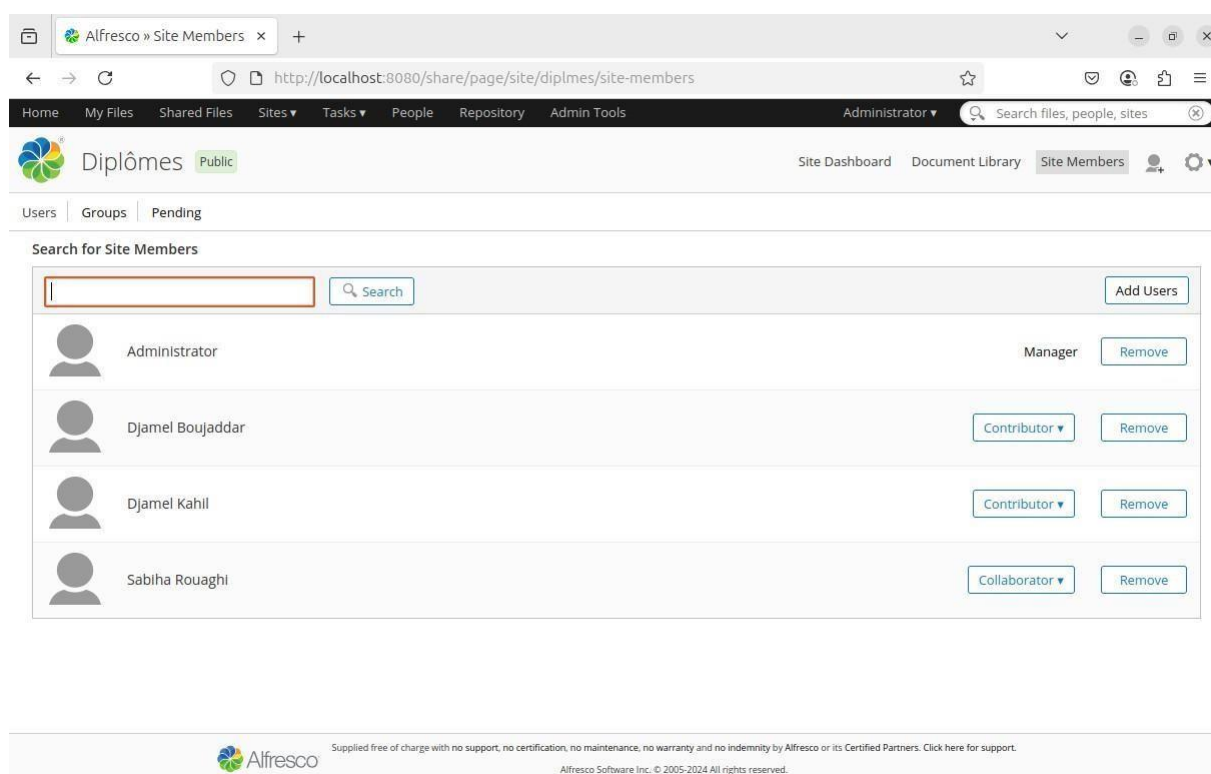 Alfresco » Site Members × +
http://localhost:8080/share/page/site/diplmes/site-members
Home My Files Shared Files Sites ▾ Tasks ▾ People Repository Admin Tools Administrator ▾ Search files, people, sites
Diplômes Public Site Dashboard Document Library Site Members
Users Groups Pending
Search for Site Members
Search Add Users
Administrator Manager Remove
Djamel Boujaddar Contributor ▾ Remove
Djamel Kahil Contributor ▾ Remove
Sabiha Rouaghi Collaborator ▾ Remove
Alfresco Supplied free of charge with no support, no certification, no maintenance, no warranty and no indemnity by Alfresco or its Certified Partners. Click here for support.
Alfresco Software Inc. © 2005-2024 All rights reserved.